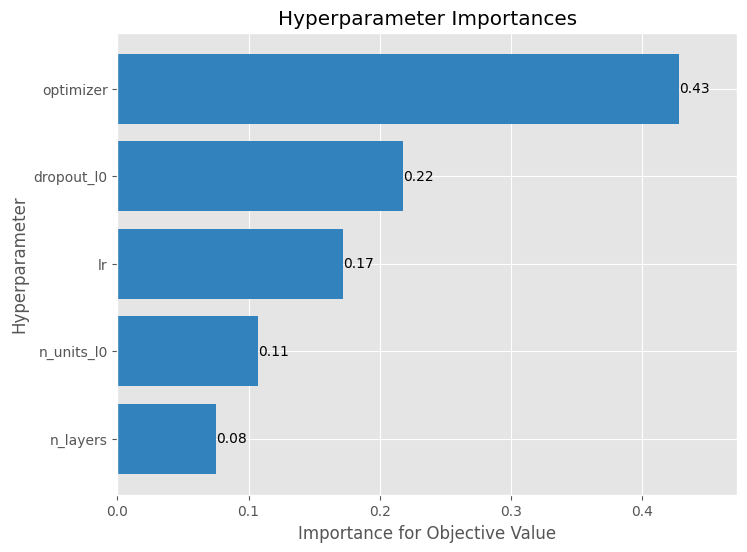 Hyperparameter Importances
Hyperparameter
optimizer
0.43
dropout_l0
0.22
lr
0.17
n_units_l0
0.11
n_layers
0.08
0.0
0.1
0.2
0.3
0.4
Importance for Objective Value